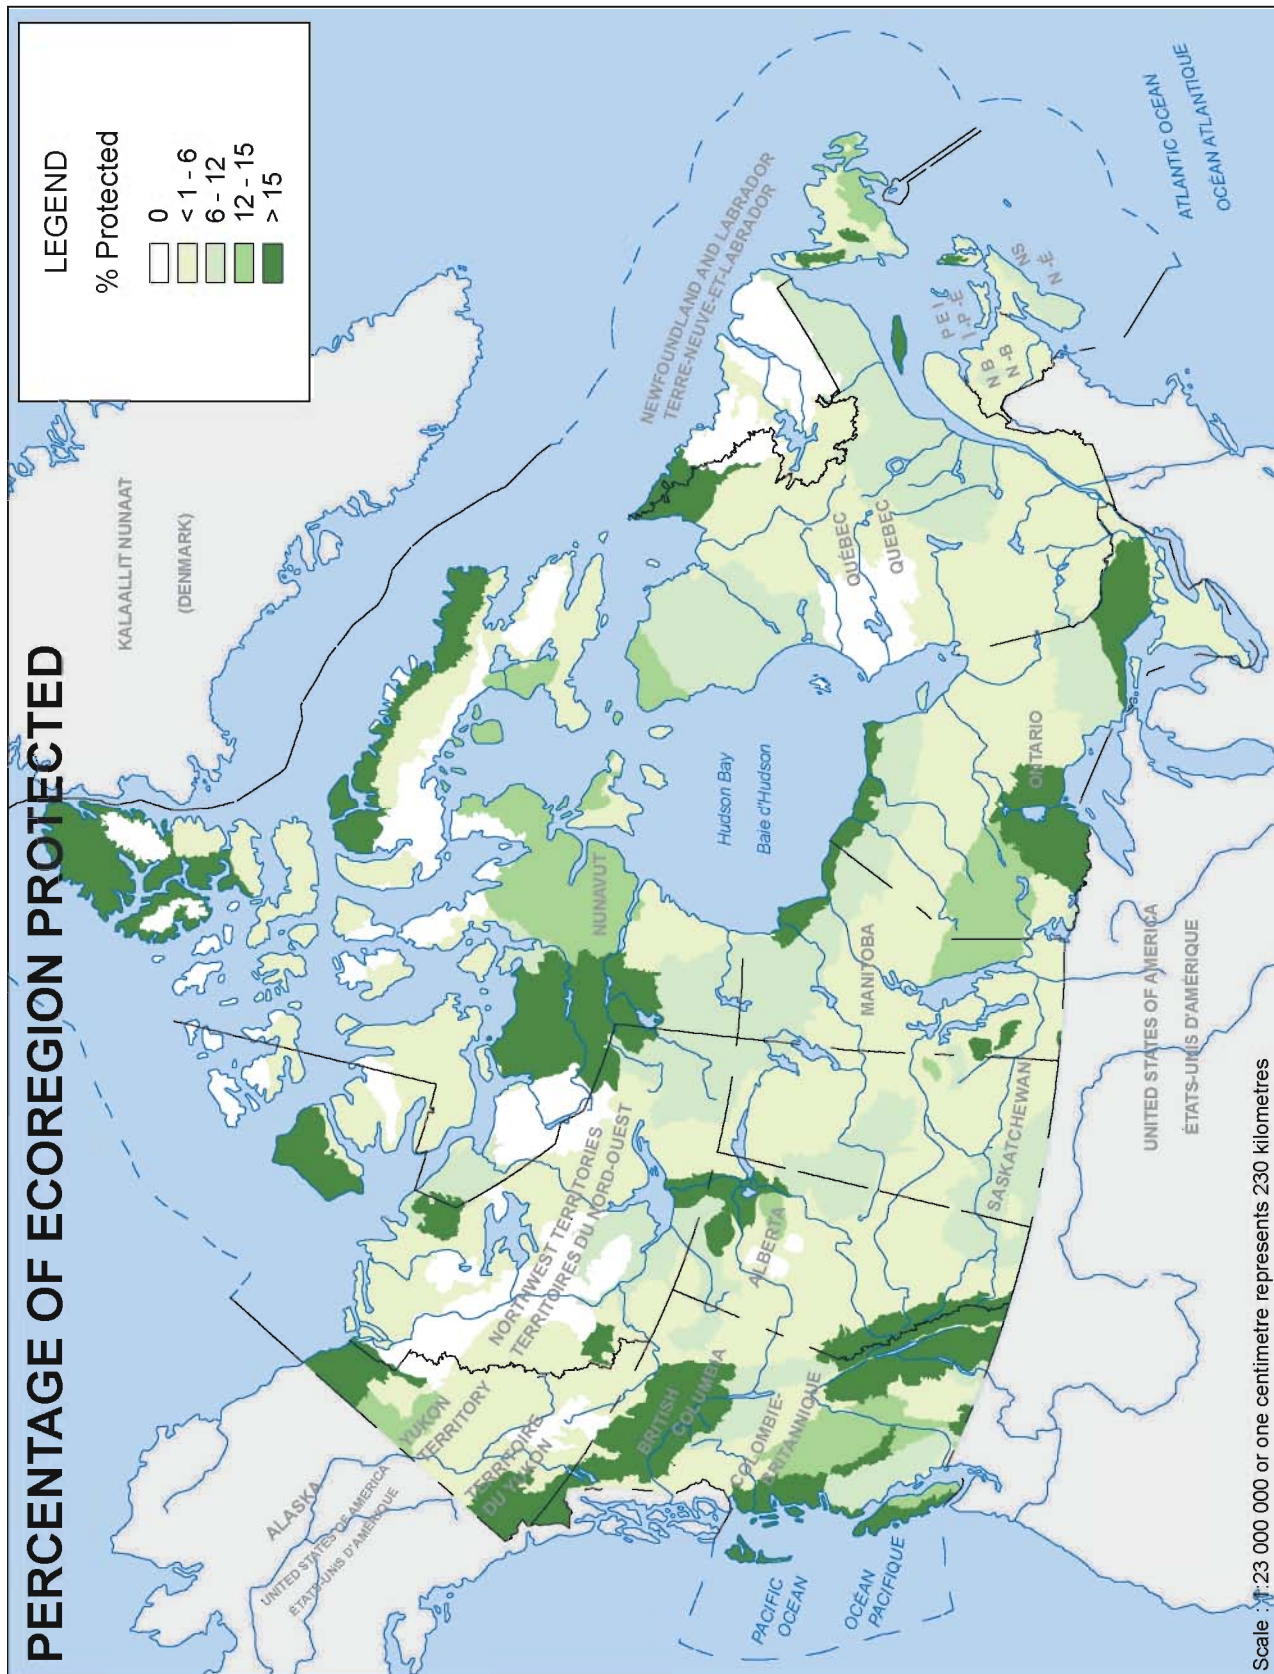 PERCENTAGE OF ECOREGION PROTECTED
LEGEND
% Protected
0
< 1 - 6
6 - 12
12 - 15
> 15
KALAALLIT NUNAAT
(DENMARK)
ALASKA
UNITED STATES OF AMERICA
ÉTATS-UNIS D'AMÉRIQUE
YUKON
TERRITORY
TERRITOIRE
DU YUKON
NORTHWEST TERRITORIES
TERRITOIRES DU NORD-OUEST
NUNAVUT
NEWFOUNDLAND AND LABRADOR
TERRE-NEUVE-ET-LABRADOR
Hudson Bay
Baie d'Hudson
BRITISH
COLUMBIA
COLOMBIE-
BRITANNIQUE
ALBERTA
SASKATCHEWAN
MANITOBA
ONTARIO
QUÉBEC
QUEBEC
P E I
I-P-É
N B
N-B
NS
N-É
PACIFIC
OCEAN
OCÉAN
PACIFIQUE
ATLANTIC OCEAN
OCÉAN ATLANTIQUE
UNITED STATES OF AMERICA
ÉTATS-UNIS D'AMÉRIQUE
Scale : 1:23 000 000 or one centimetre represents 230 kilometres